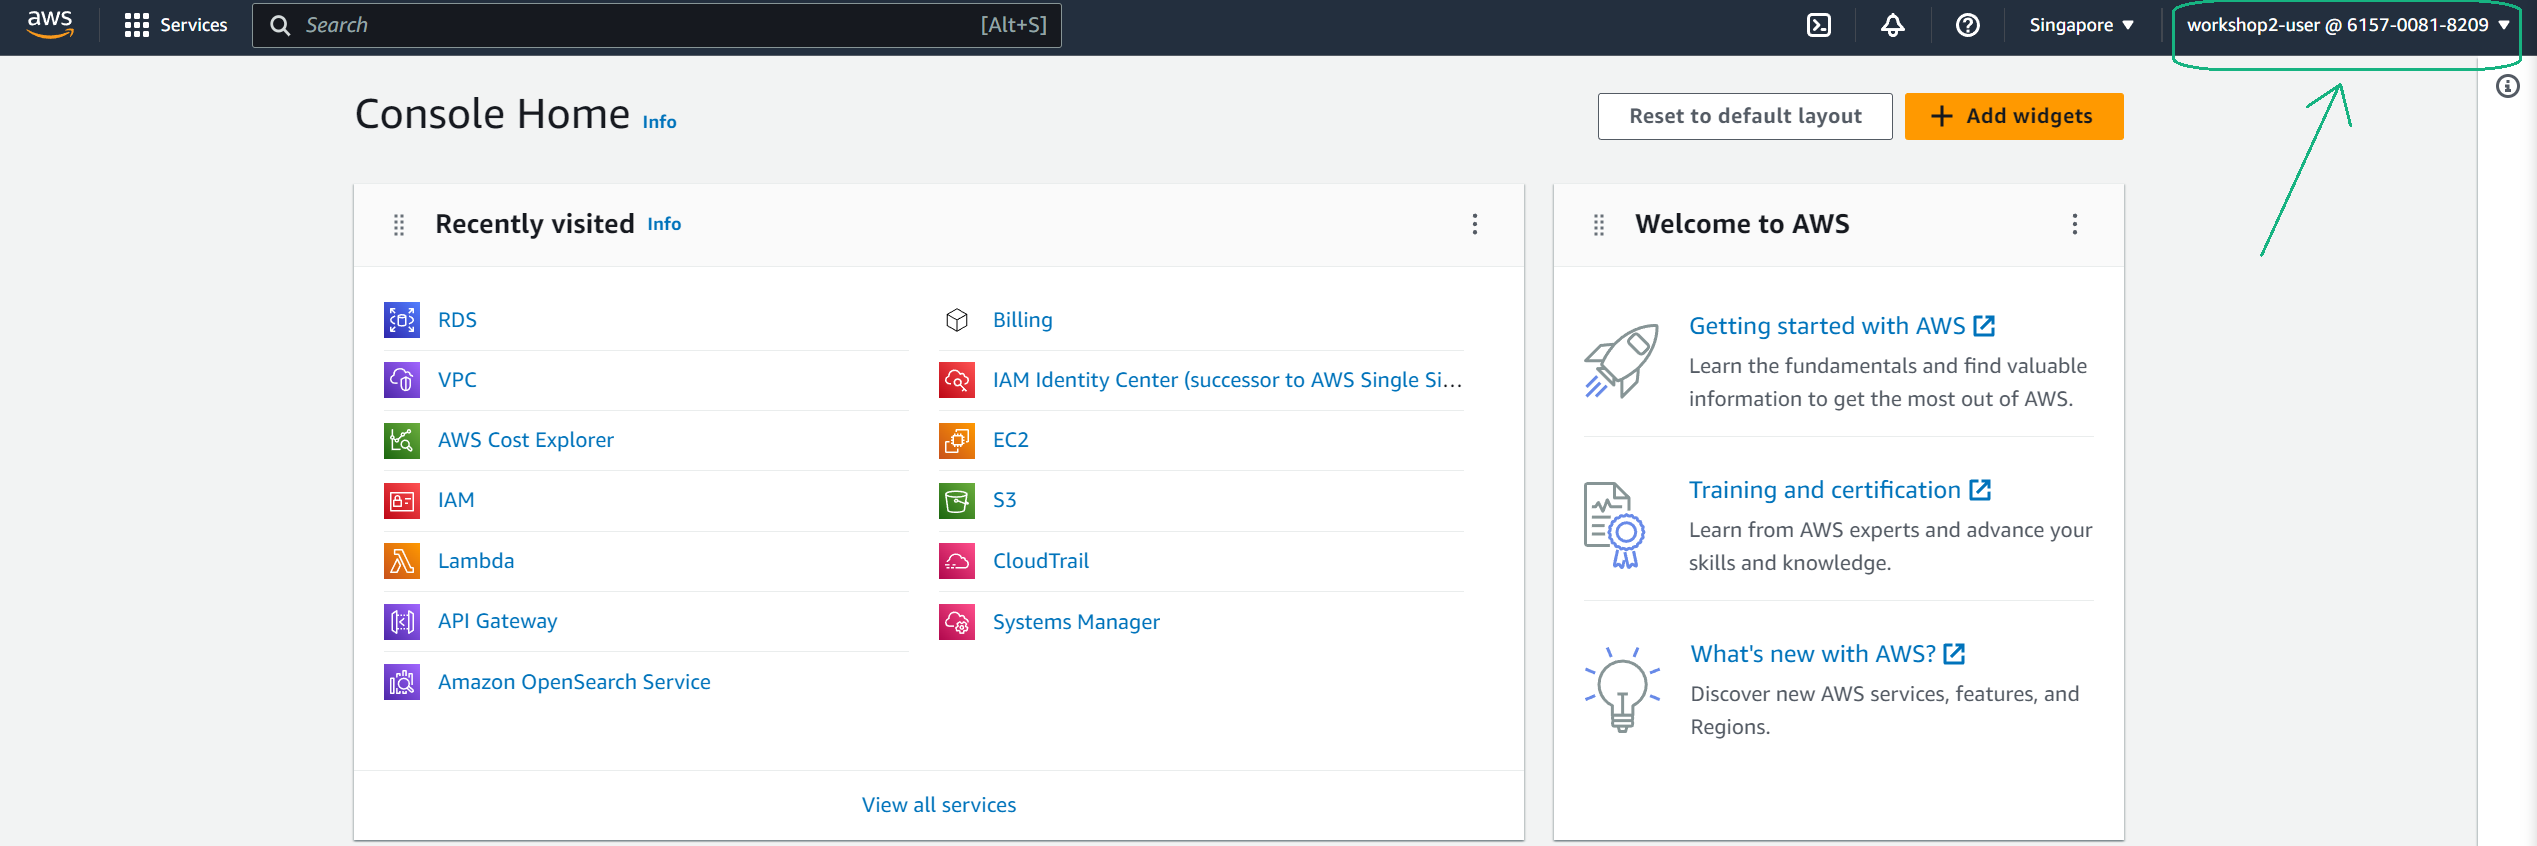 aws Services Search [Alt+S] Singapore workshop2-user @ 6157-0081-8209
Console Home Info
Reset to default layout
Add widgets
Recently visited Info
RDS
VPC
AWS Cost Explorer
IAM
Lambda
API Gateway
Amazon OpenSearch Service
Billing
IAM Identity Center (successor to AWS Single Si...
EC2
S3
CloudTrail
Systems Manager
View all services
Welcome to AWS
Getting started with AWS
Learn the fundamentals and find valuable
information to get the most out of AWS.
Training and certification
Learn from AWS experts and advance your
skills and knowledge.
What's new with AWS?
Discover new AWS services, features, and
Regions.